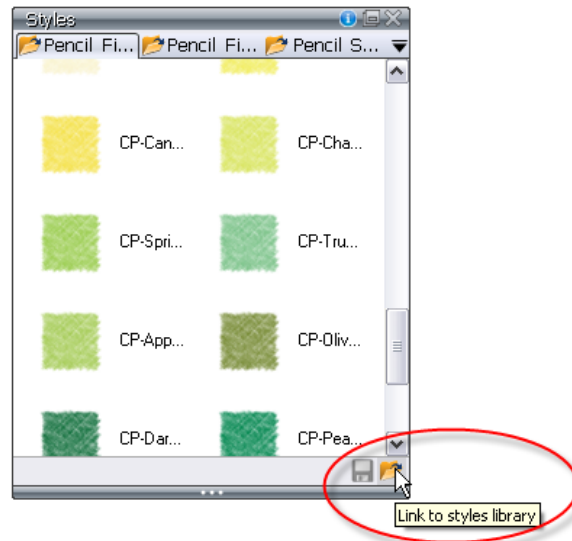 Styles
Pencil Fi... Pencil Fi... Pencil S...
CP-Can... CP-Cha...
CP-Spri... CP-Tru...
CP-App... CP-Oliv...
CP-Dar... CP-Pea...
Link to styles library